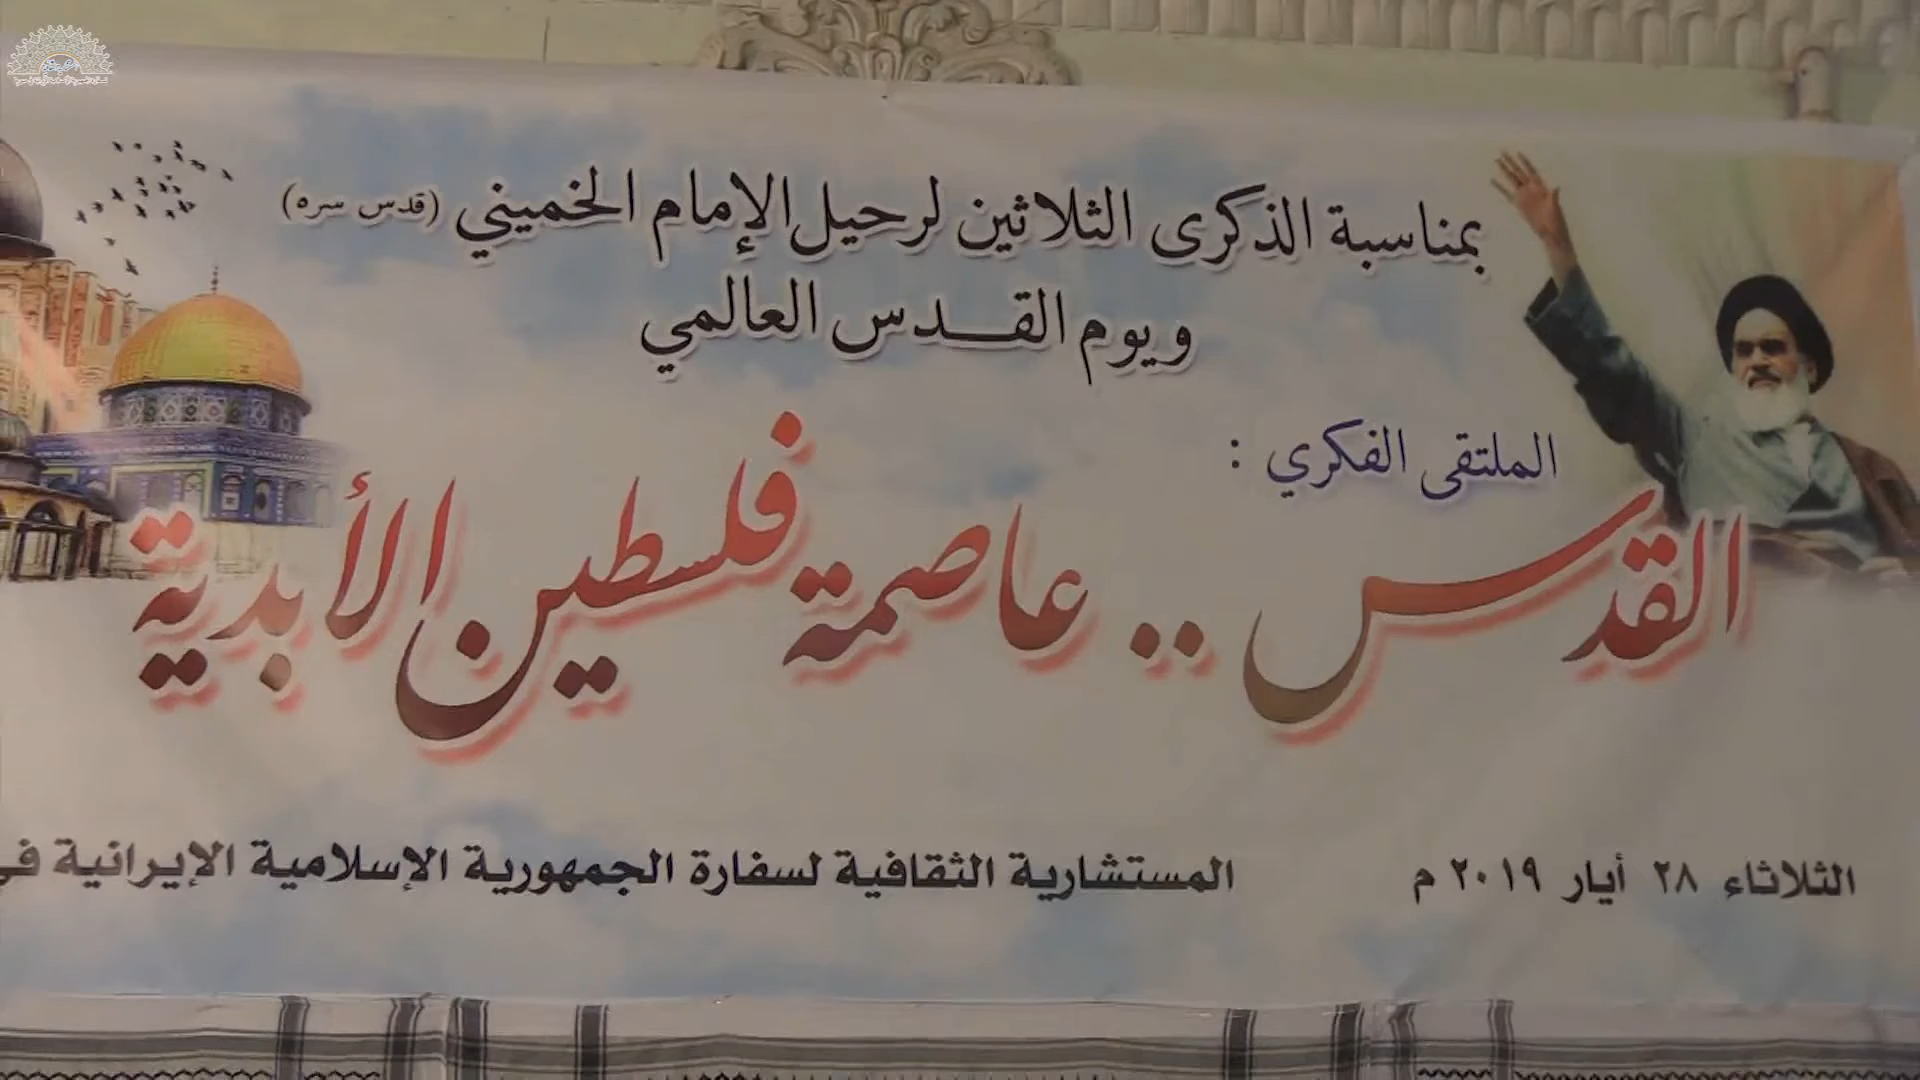 بمناسبة الذكرى الثلاثين لرحيل الإمام الخميني (قدس سره)
ويوم القدس العالمي
الملتقى الفكري :
القدس .. عاصمة فلسطين الأبدية
الثلاثاء ٢٨ أيار ٢٠١٩ م
المستشارية الثقافية لسفارة الجمهورية الإسلامية الإيرانية في